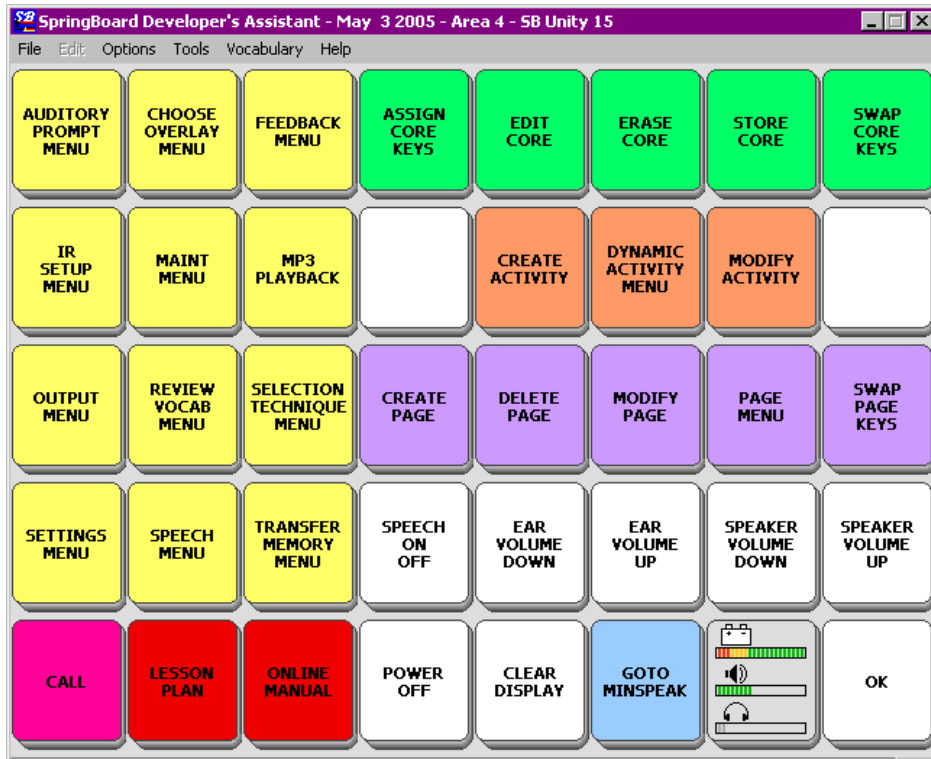 SpringBoard Developer's Assistant - May 3 2005 - Area 4 - SB Unity 15
File Edit Options Tools Vocabulary Help
AUDITORY
PROMPT
MENU
CHOOSE
OVERLAY
MENU
FEEDBACK
MENU
ASSIGN
CORE
KEYS
EDIT
CORE
ERASE
CORE
STORE
CORE
SWAP
CORE
KEYS
IR
SETUP
MENU
MAINT
MENU
MP3
PLAYBACK
CREATE
ACTIVITY
DYNAMIC
ACTIVITY
MENU
MODIFY
ACTIVITY
OUTPUT
MENU
REVIEW
VOCAB
MENU
SELECTION
TECHNIQUE
MENU
CREATE
PAGE
DELETE
PAGE
MODIFY
PAGE
PAGE
MENU
SWAP
PAGE
KEYS
SETTINGS
MENU
SPEECH
MENU
TRANSFER
MEMORY
MENU
SPEECH
ON
OFF
EAR
VOLUME
DOWN
EAR
VOLUME
UP
SPEAKER
VOLUME
DOWN
SPEAKER
VOLUME
UP
CALL
LESSON
PLAN
ONLINE
MANUAL
POWER
OFF
CLEAR
DISPLAY
GOTO
MINSPEAK
OK